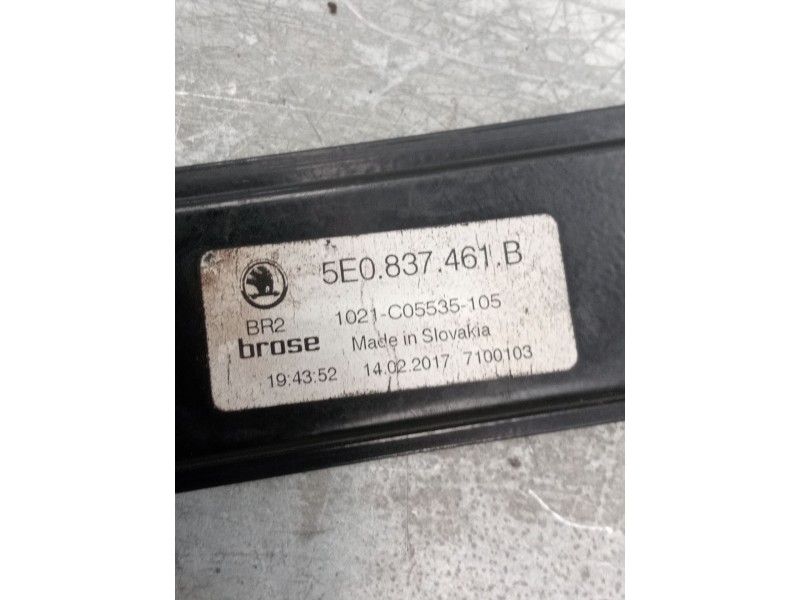 5E0.837.461.B
BR2 1021-C05535-105
brose Made in Slovakia
19:43:52 14.02.2017 7100103